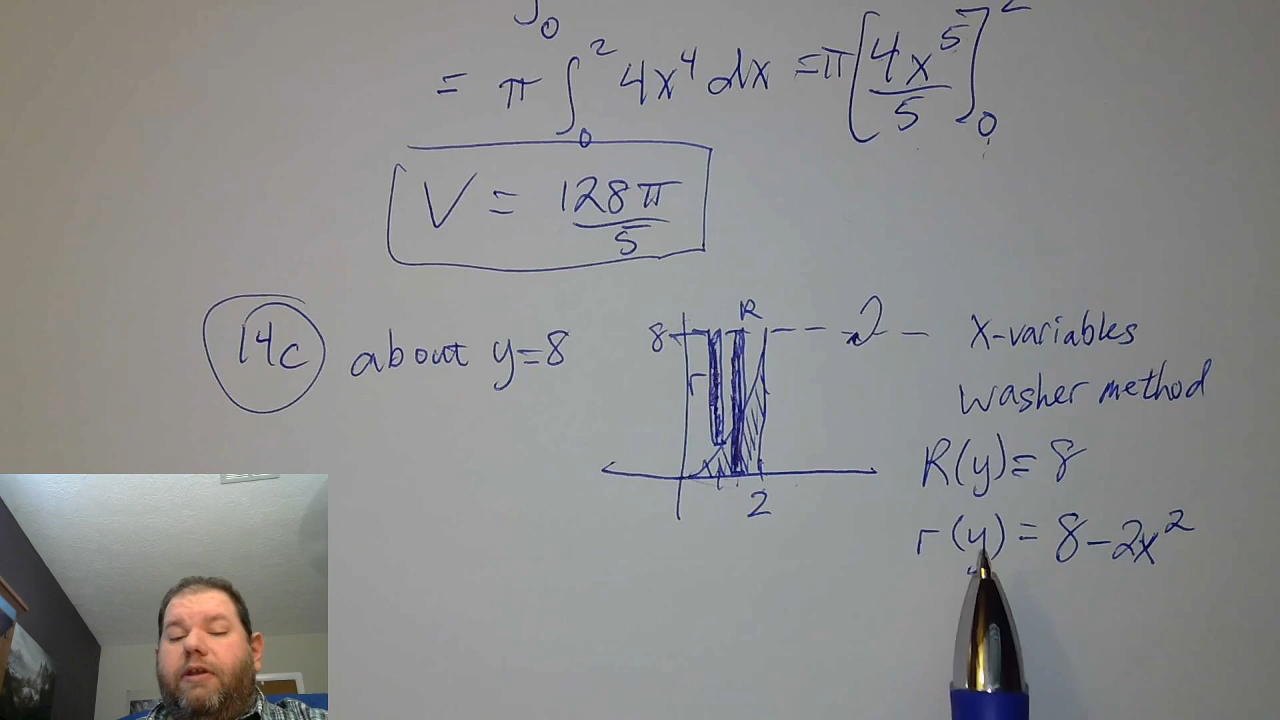 0
= π ∫₀² 4x⁴ dx = π[4x⁵/5]₀²
V = 128π/5
14c about y=8
8
R
r
2
X-variables
washer method
R(y) = 8
r(y) = 8-2x²